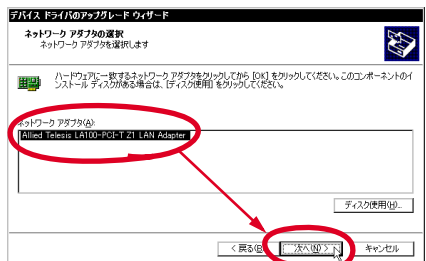 デバイス ドライバのアップグレード ウィザード
ネットワーク アダプタの選択
ネットワーク アダプタを選択します
ハードウェアに一致するネットワーク アダプタをクリックしてから [OK] をクリックしてください。このコンポーネントのイ
ンストール ディスクがある場合は、[ディスク使用] をクリックしてください。
ネットワーク アダプタ(A):
Allied Telesis LA100-PCI-T Z1 LAN Adapter
ディスク使用(H)...
< 戻る(B) 次へ(N) > キャンセル